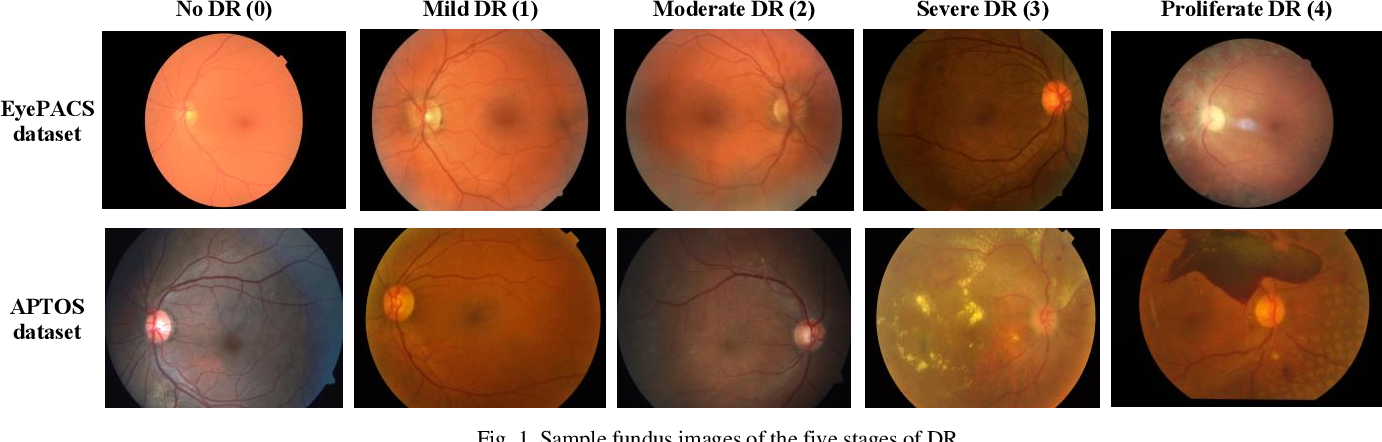 No DR (0) Mild DR (1) Moderate DR (2) Severe DR (3) Proliferate DR (4)
EyePACS
dataset
APTOS
dataset
Fig. 1. Sample fundus images of the five stages of DR